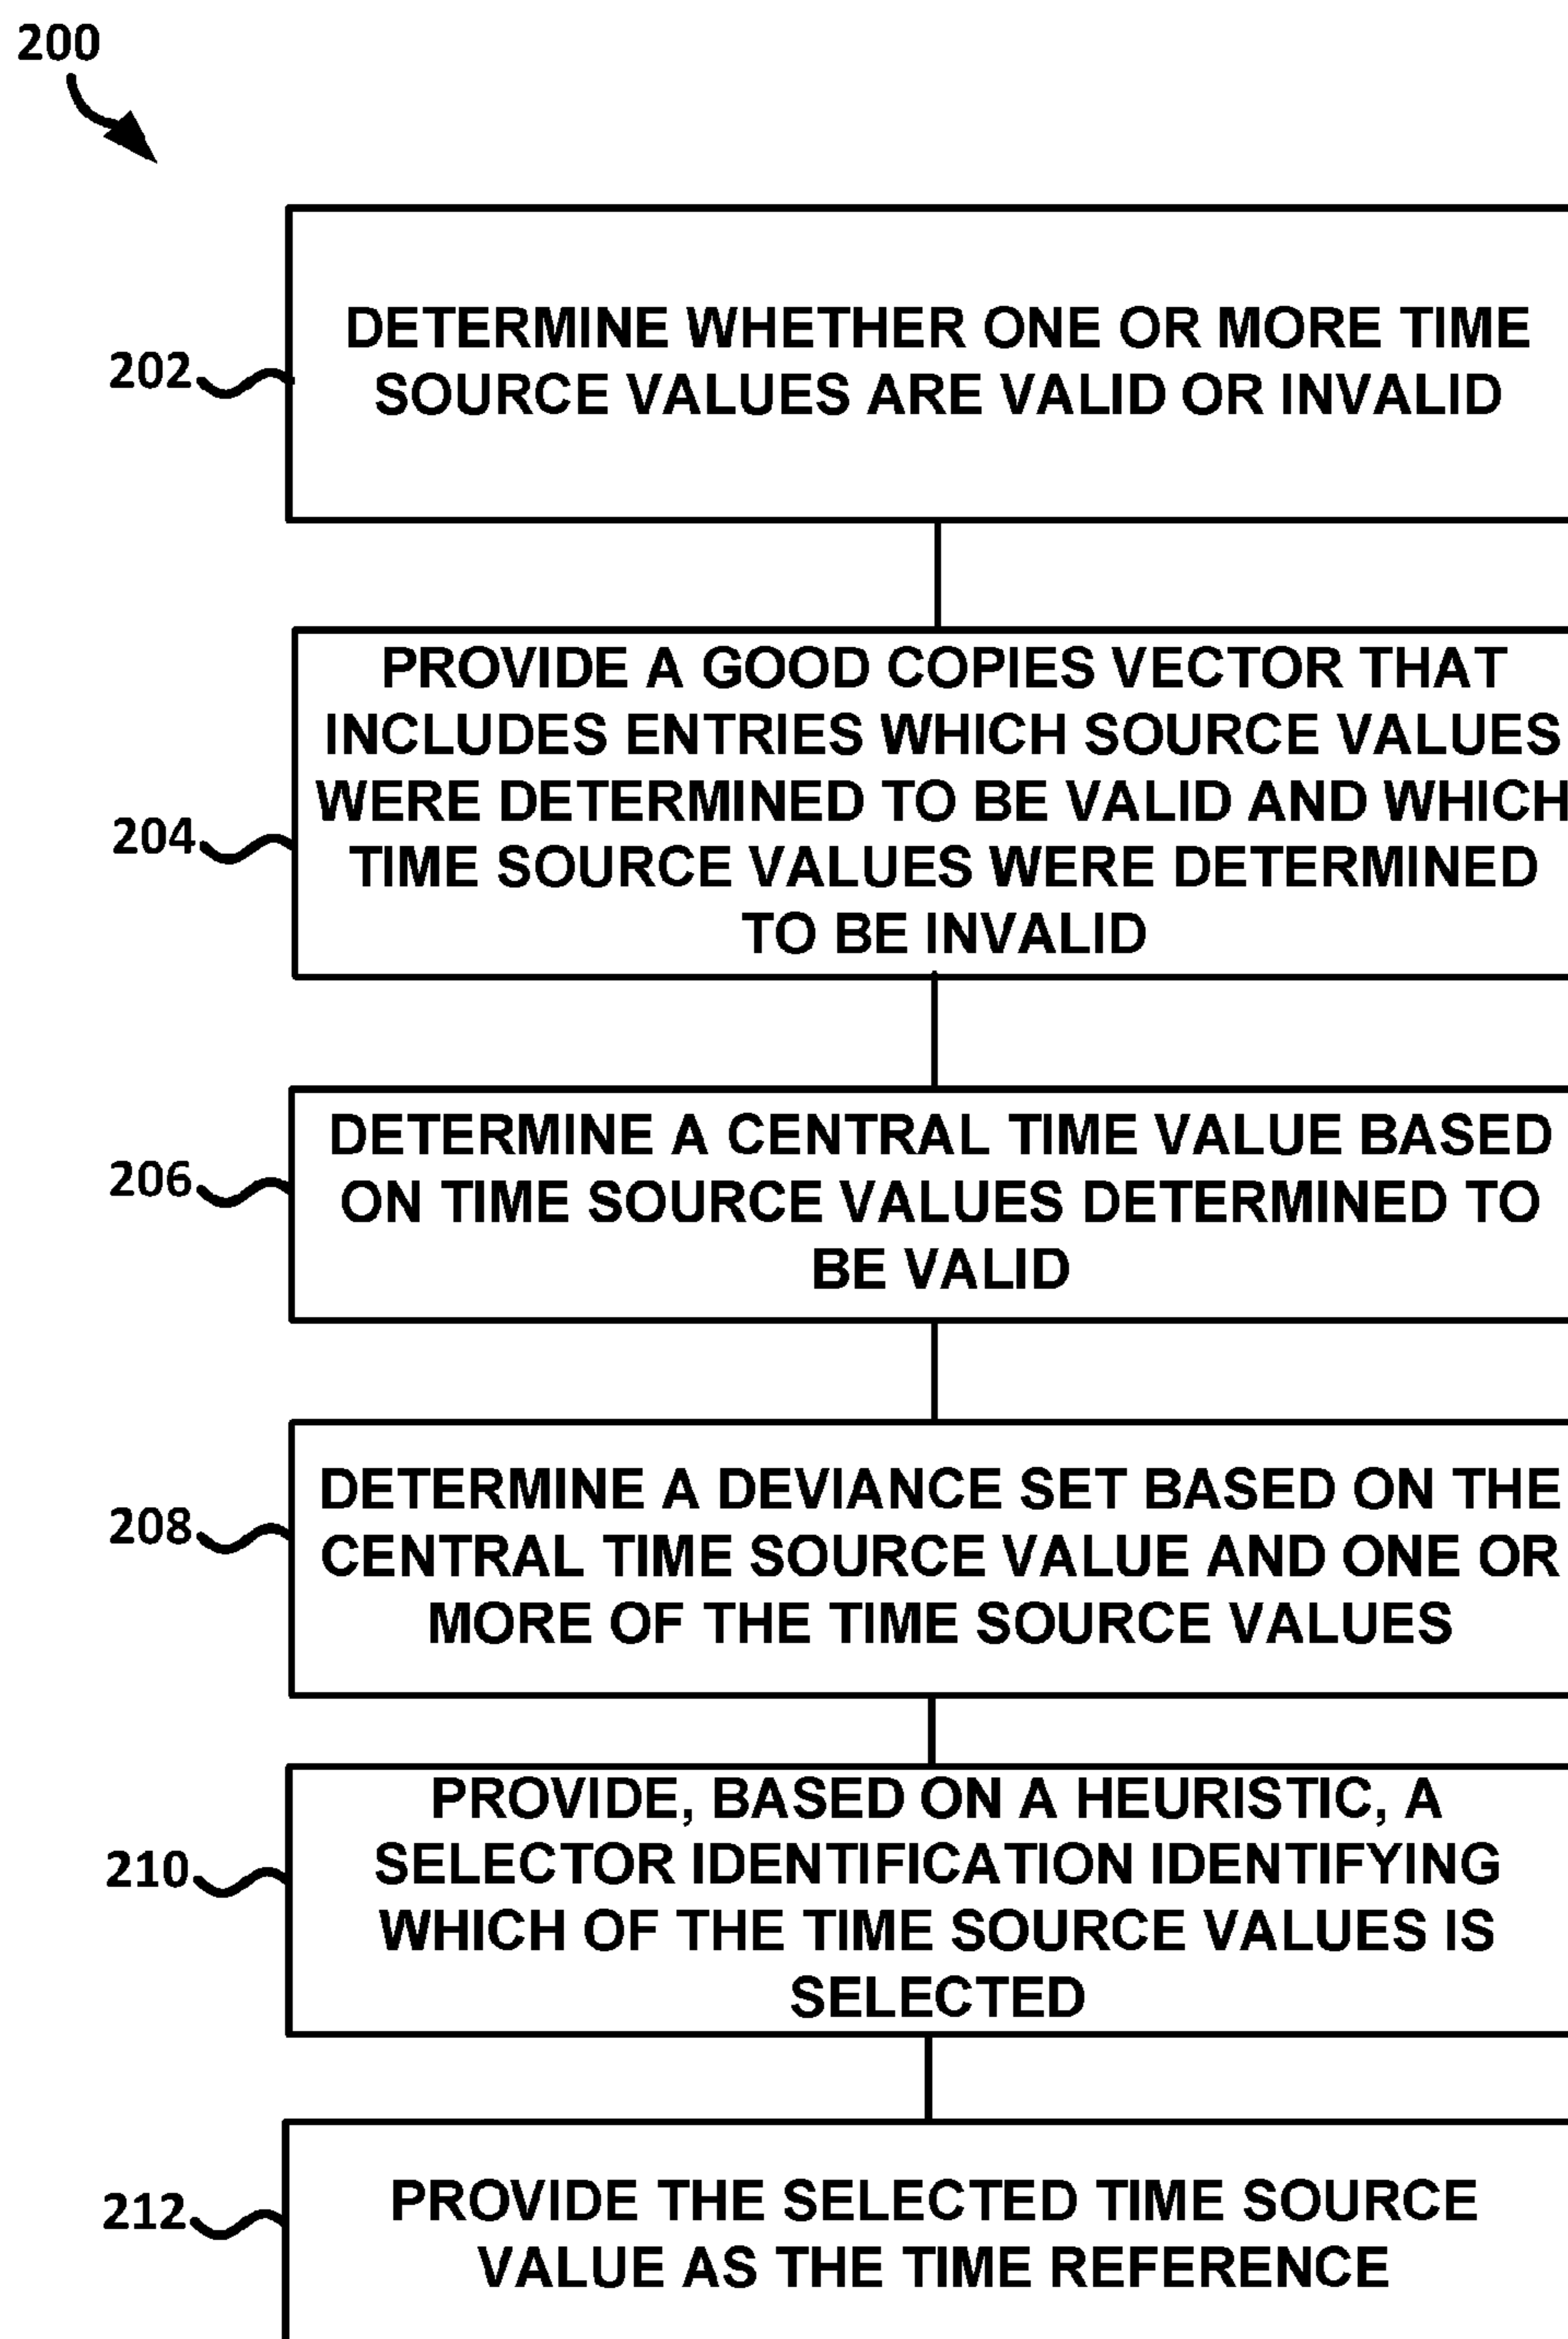 200
202
DETERMINE WHETHER ONE OR MORE TIME
SOURCE VALUES ARE VALID OR INVALID
204
PROVIDE A GOOD COPIES VECTOR THAT
INCLUDES ENTRIES WHICH SOURCE VALUES
WERE DETERMINED TO BE VALID AND WHICH
TIME SOURCE VALUES WERE DETERMINED
TO BE INVALID
206
DETERMINE A CENTRAL TIME VALUE BASED
ON TIME SOURCE VALUES DETERMINED TO
BE VALID
208
DETERMINE A DEVIANCE SET BASED ON THE
CENTRAL TIME SOURCE VALUE AND ONE OR
MORE OF THE TIME SOURCE VALUES
210
PROVIDE, BASED ON A HEURISTIC, A
SELECTOR IDENTIFICATION IDENTIFYING
WHICH OF THE TIME SOURCE VALUES IS
SELECTED
212
PROVIDE THE SELECTED TIME SOURCE
VALUE AS THE TIME REFERENCE